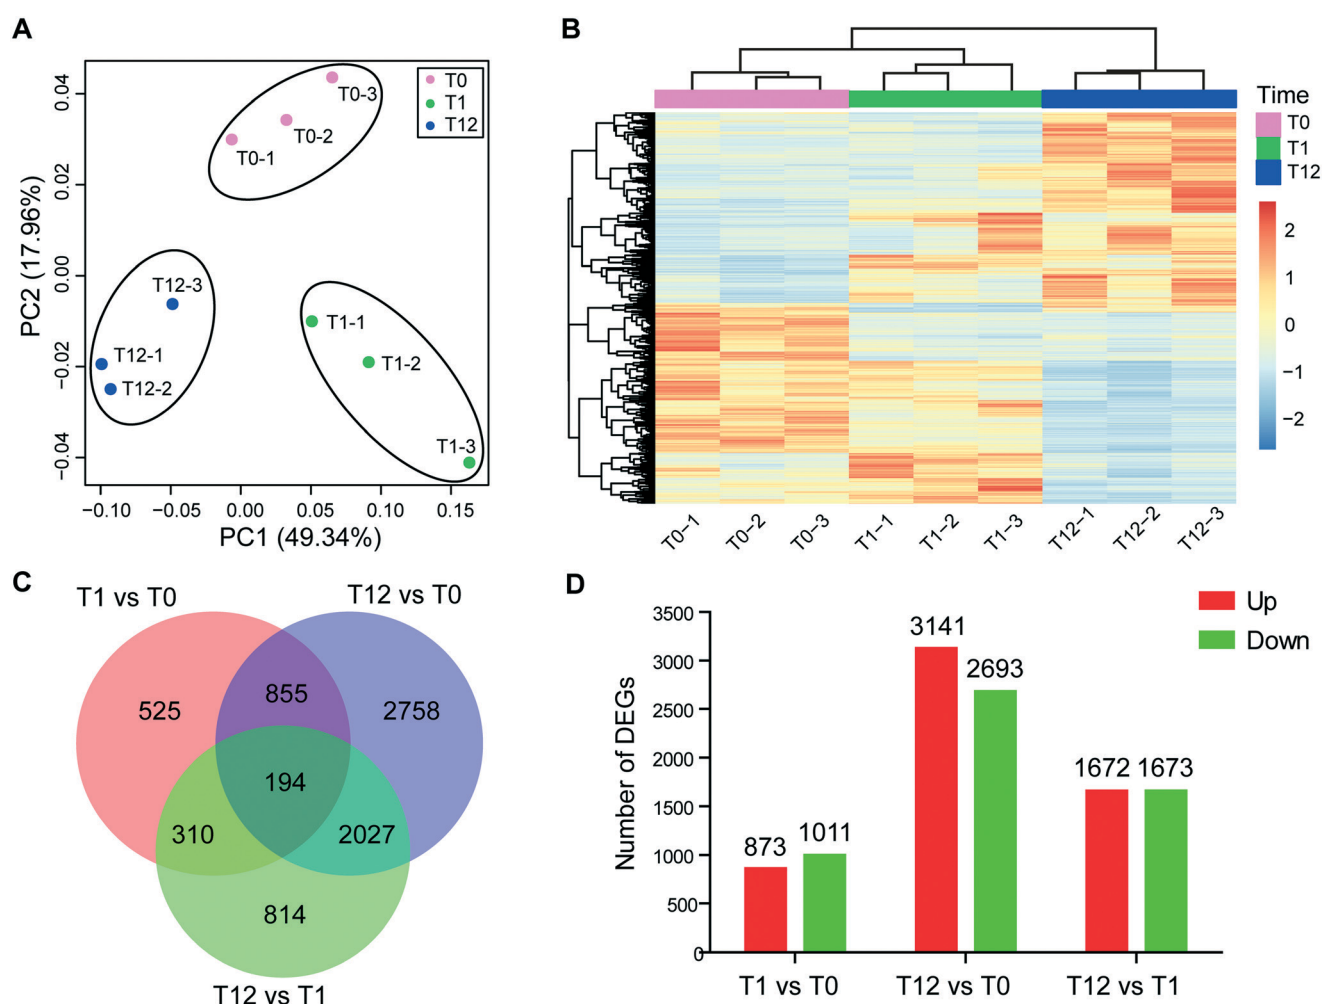 A
T0
T1
T12
T0-3
T0-2
T0-1
T12-3
T12-1
T12-2
T1-1
T1-2
T1-3
0.04
0.02
0.00
−0.02
−0.04
PC2 (17.96%)
−0.10
−0.05
0.00
0.05
0.10
0.15
PC1 (49.34%)
B
Time
T0
T1
T12
2
1
0
−1
−2
T0−1
T0−2
T0−3
T1−1
T1−2
T1−3
T12−1
T12−2
T12−3
C
T1 vs T0
T12 vs T0
525
855
2758
194
310
2027
814
T12 vs T1
D
Up
Down
Number of DEGs
3500
3000
2500
2000
1500
1000
500
0
873
1011
3141
2693
1672
1673
T1 vs T0
T12 vs T0
T12 vs T1